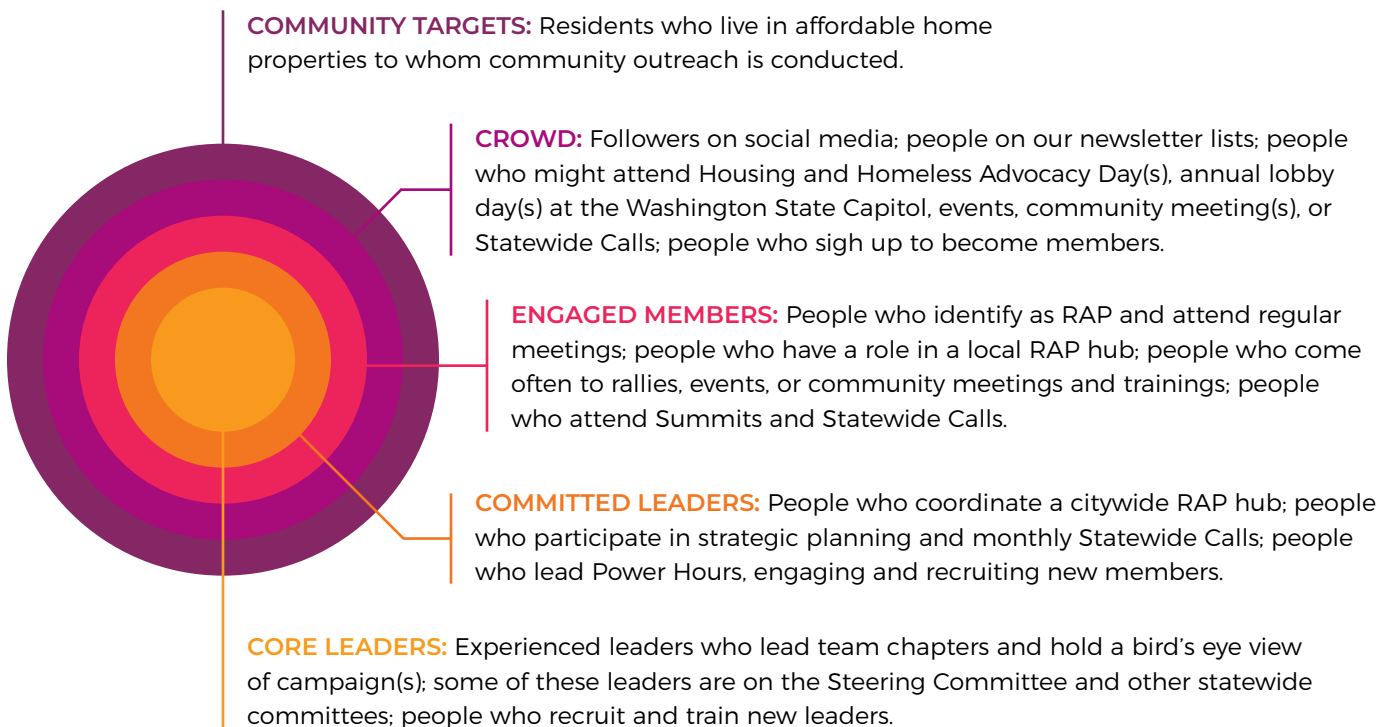 COMMUNITY TARGETS: Residents who live in affordable home
properties to whom community outreach is conducted.
CROWD: Followers on social media; people on our newsletter lists; people
who might attend Housing and Homeless Advocacy Day(s), annual lobby
day(s) at the Washington State Capitol, events, community meeting(s), or
Statewide Calls; people who sigh up to become members.
ENGAGED MEMBERS: People who identify as RAP and attend regular
meetings; people who have a role in a local RAP hub; people who come
often to rallies, events, or community meetings and trainings; people
who attend Summits and Statewide Calls.
COMMITTED LEADERS: People who coordinate a citywide RAP hub; people
who participate in strategic planning and monthly Statewide Calls; people
who lead Power Hours, engaging and recruiting new members.
CORE LEADERS: Experienced leaders who lead team chapters and hold a bird’s eye view
of campaign(s); some of these leaders are on the Steering Committee and other statewide
committees; people who recruit and train new leaders.